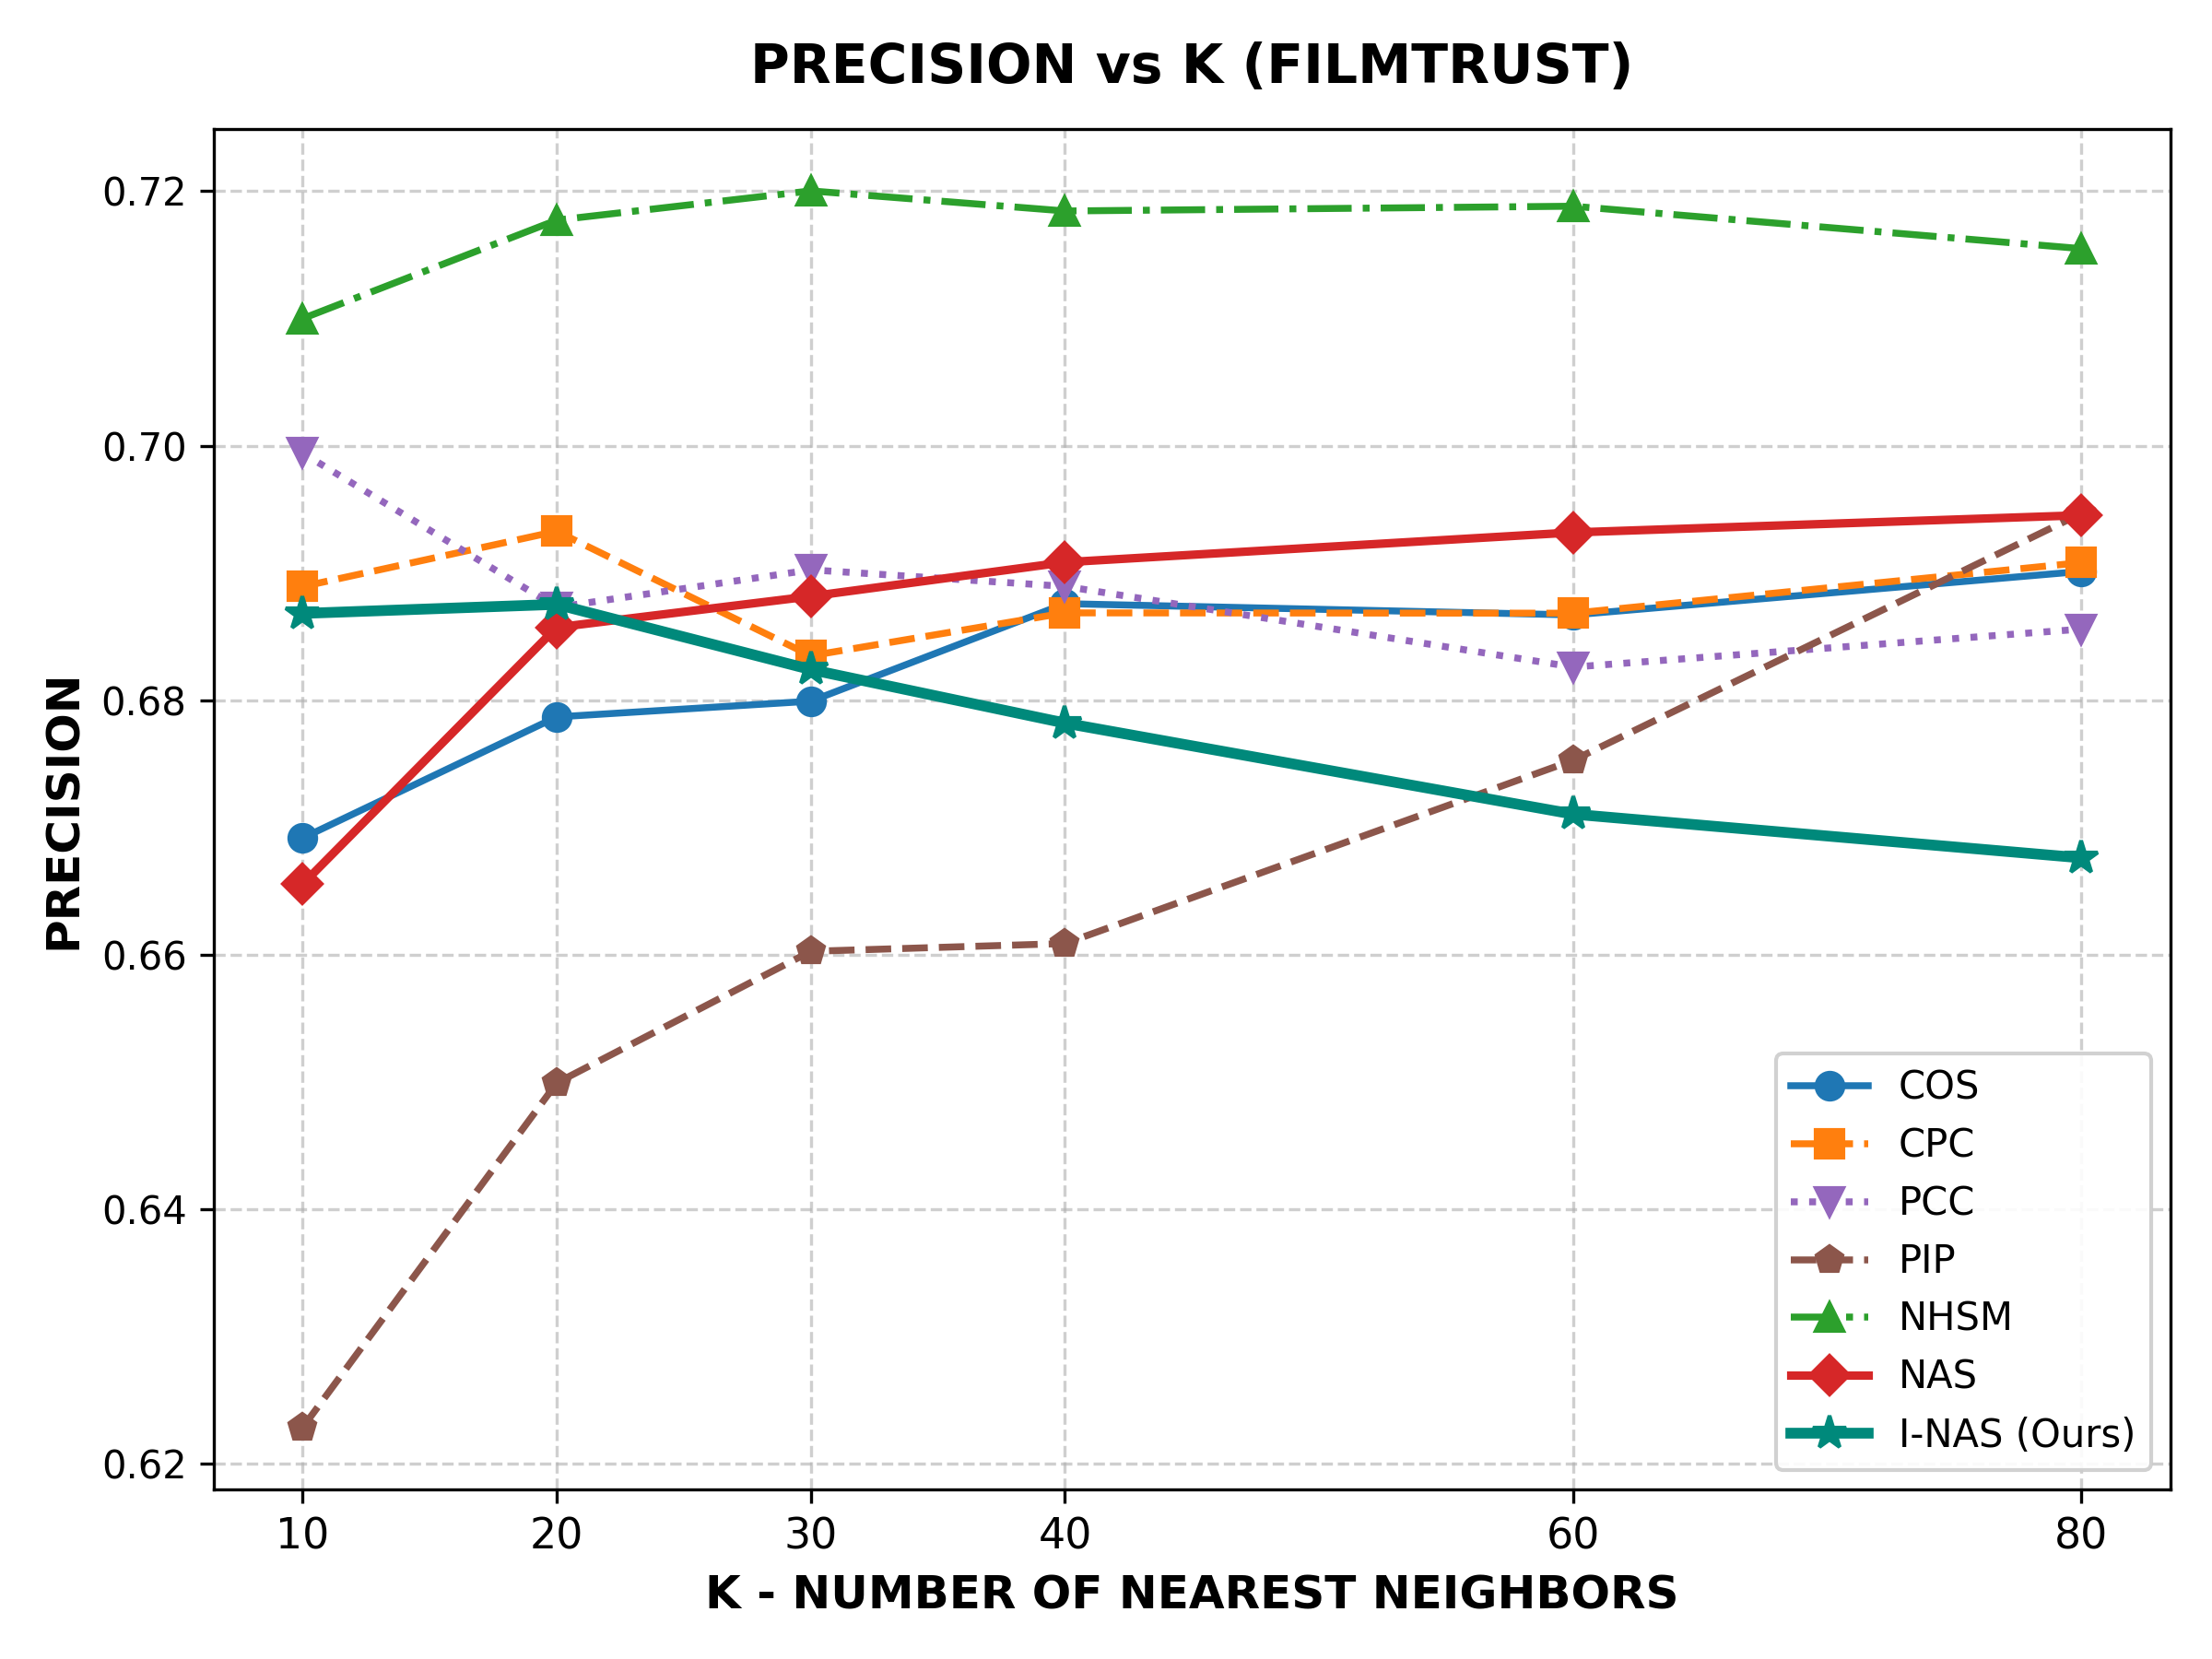 PRECISION vs K (FILMTRUST)
0.72
0.70
0.68
0.66
0.64
0.62
PRECISION
10 20 30 40 60 80
K - NUMBER OF NEAREST NEIGHBORS
COS
CPC
PCC
PIP
NHSM
NAS
I-NAS (Ours)